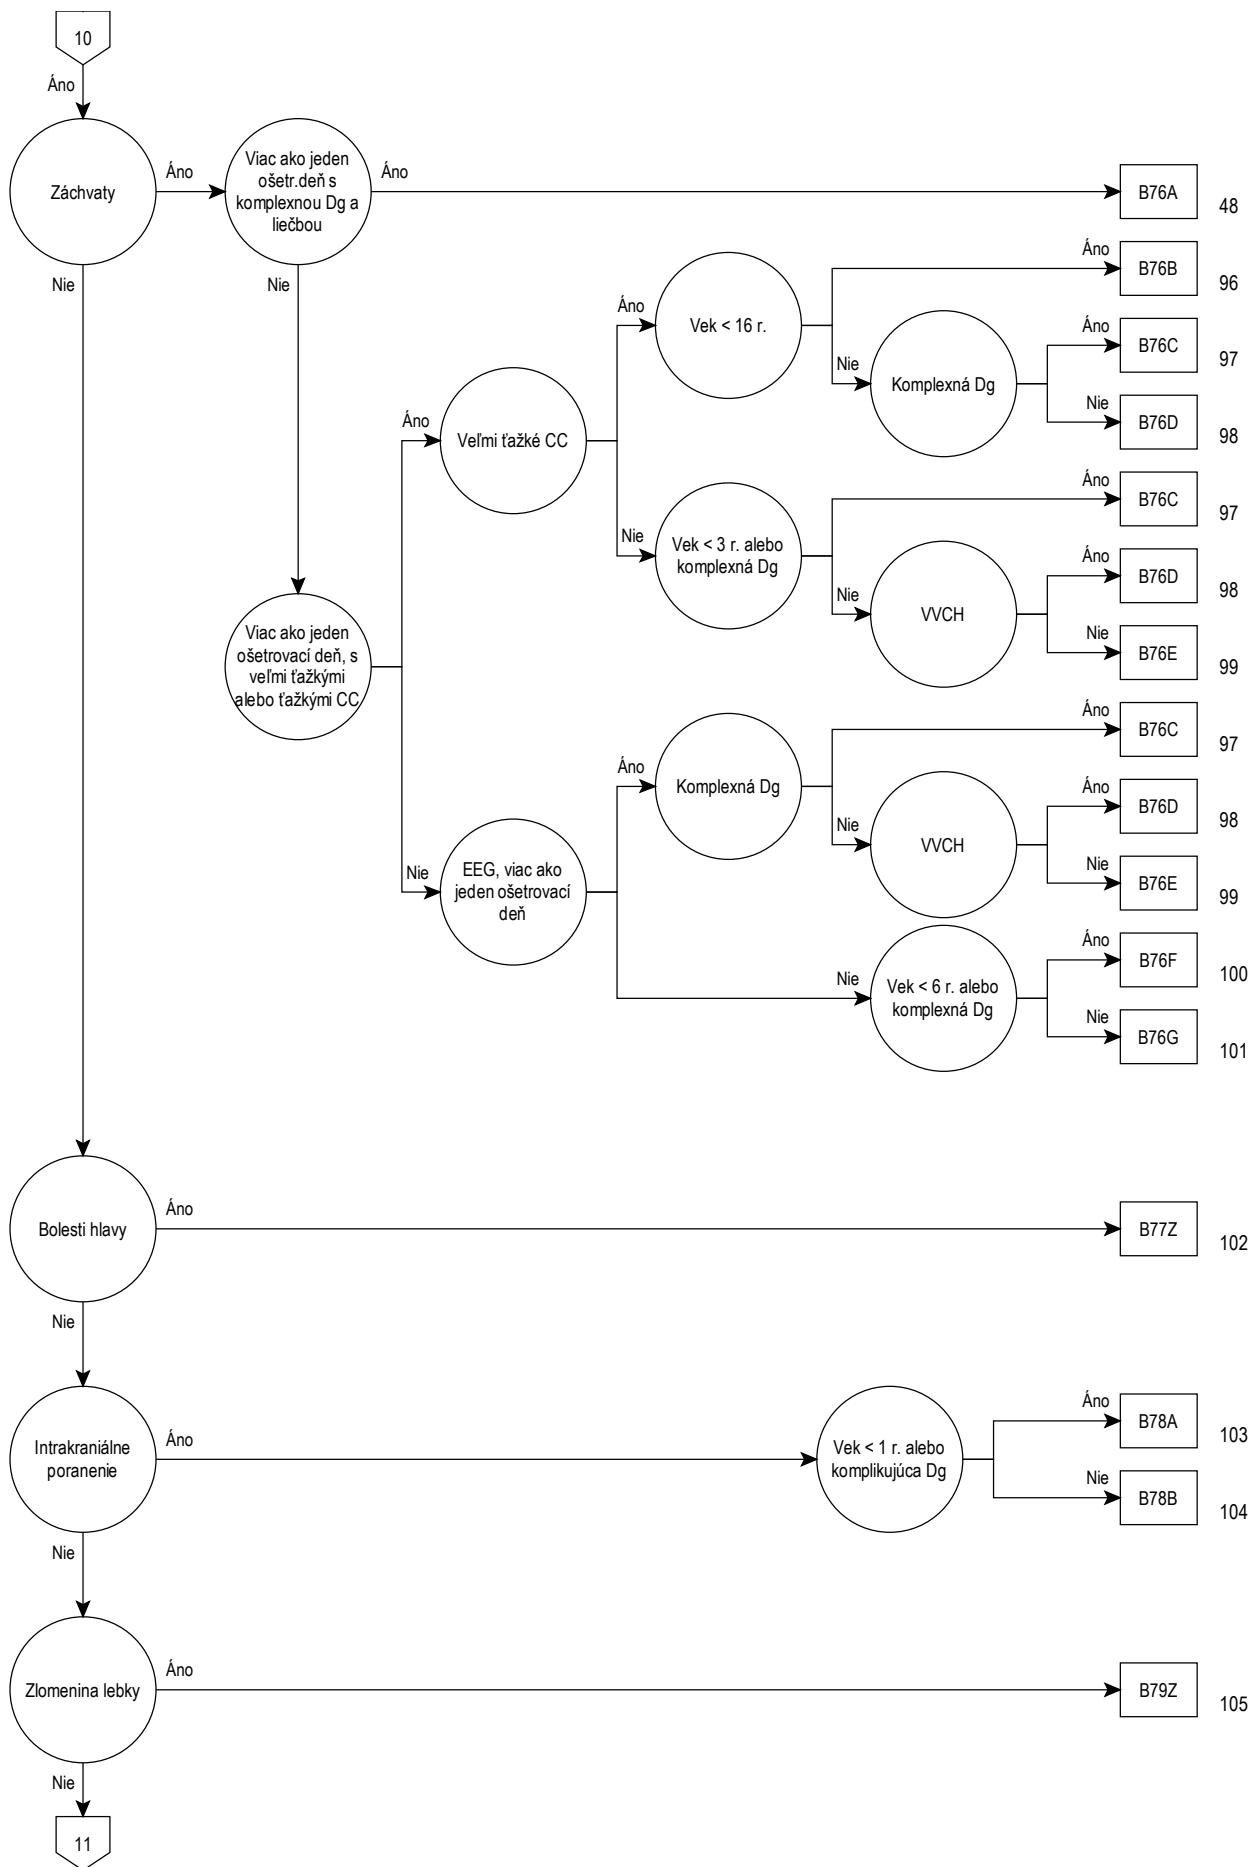 10
Áno
Záchvaty
Áno
Viac ako jeden
ošetr.deň s
komplexnou Dg a
liečbou
Áno
B76A
48
Nie
Nie
Áno
B76B
96
Áno
Vek < 16 r.
Áno
B76C
97
Nie
Komplexná Dg
Nie
B76D
98
Áno
Veľmi ťažké CC
Áno
B76C
97
Nie
Vek < 3 r. alebo
komplexná Dg
Áno
B76D
98
Nie
VVCH
Nie
B76E
99
Viac ako jeden
ošetrovací deň, s
veľmi ťažkými
alebo ťažkými CC
Áno
B76C
97
Áno
Komplexná Dg
Áno
B76D
98
Nie
VVCH
Nie
B76E
99
Nie
EEG, viac ako
jeden ošetrovací
deň
Áno
B76F
100
Nie
Vek < 6 r. alebo
komplexná Dg
Nie
B76G
101
Bolesti hlavy
Áno
B77Z
102
Nie
Intrakraniálne
poranenie
Áno
Vek < 1 r. alebo
komplikujúca Dg
Áno
B78A
103
Nie
B78B
104
Nie
Zlomenina lebky
Áno
B79Z
105
Nie
11